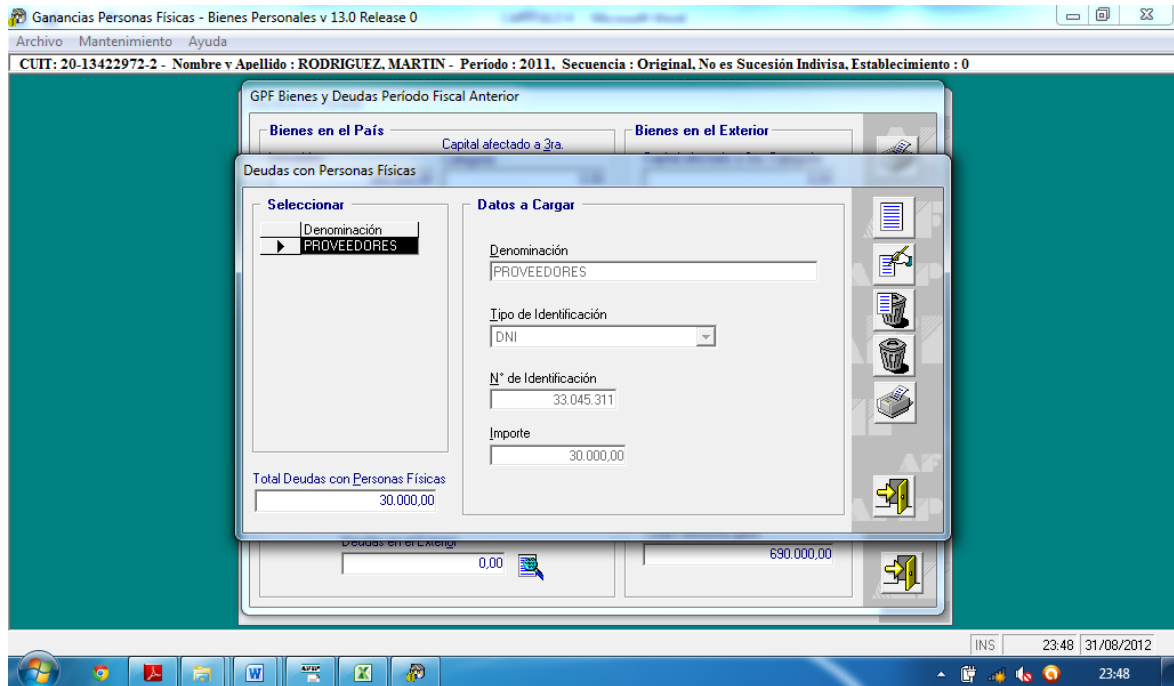 Ganancias Personas Físicas - Bienes Personales v 13.0 Release 0
Archivo Mantenimiento Ayuda
CUIT: 20-13422972-2 - Nombre y Apellido : RODRIGUEZ, MARTIN - Período : 2011, Secuencia : Original, No es Sucesión Indivisa, Establecimiento : 0
GPF Bienes y Deudas Período Fiscal Anterior
Bienes en el País
Bienes en el Exterior
Capital afectado a 3ra.
Deudas con Personas Físicas
Seleccionar
Denominación
PROVEEDORES
Total Deudas con Personas Físicas
30.000,00
Datos a Cargar
Denominación
PROVEEDORES
Tipo de Identificación
DNI
N° de Identificación
33.045.311
Importe
30.000,00
Deudas en el Exterior
0,00
690.000,00
INS 23:48 31/08/2012
23:48